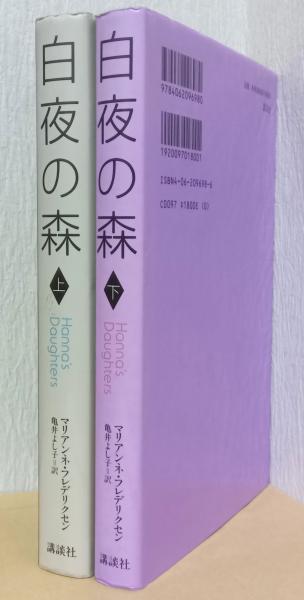 白夜の森
上
Hanna's
Daughters
マリアンネ・フレデリクセン
亀井よし子=訳
講談社
白夜の森
下
Hanna's
Daughters
マリアンネ・フレデリクセン
亀井よし子=訳
講談社
9784062096980
1920097018001
ISBN4-06-209698-6
C0097 ¥1800E (0)